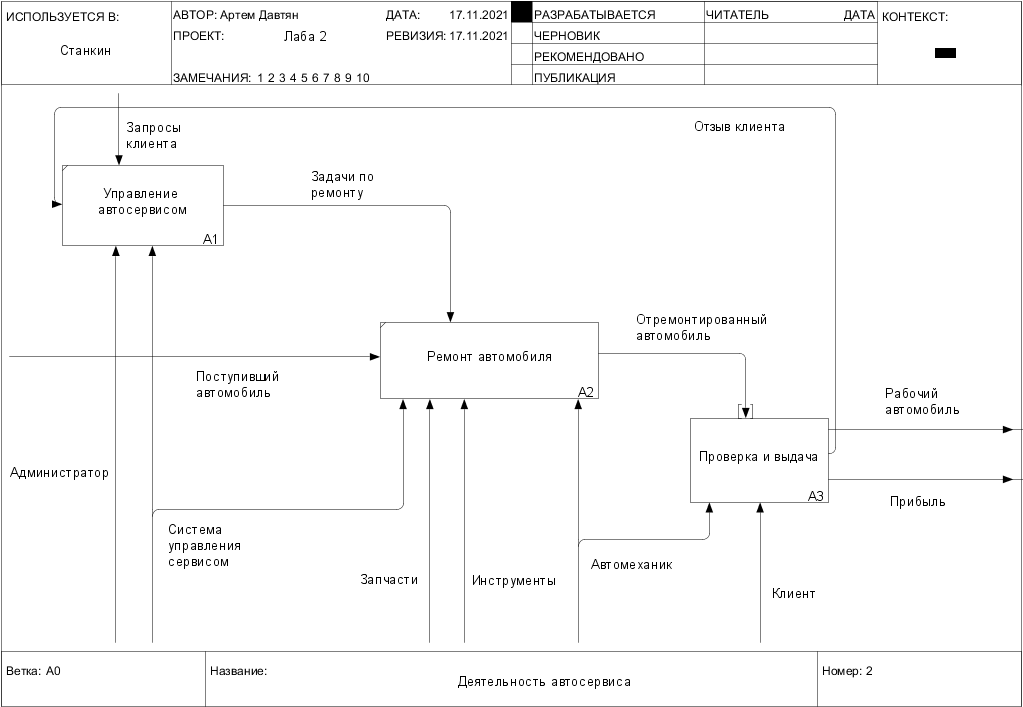 ИСПОЛЬЗУЕТСЯ В:
Станкин
АВТОР: Артем Давтян
ДАТА: 17.11.2021
ПРОЕКТ: Лаба 2
РЕВИЗИЯ: 17.11.2021
ЗАМЕЧАНИЯ: 1 2 3 4 5 6 7 8 9 10
РАЗРАБАТЫВАЕТСЯ
ЧЕРНОВИК
РЕКОМЕНДОВАНО
ПУБЛИКАЦИЯ
ЧИТАТЕЛЬ
ДАТА
КОНТЕКСТ:
Запросы
клиента
Отзыв клиента
Управление
автосервисом
A1
Задачи по
ремонту
Ремонт автомобиля
A2
Отремонтированный
автомобиль
Поступивший
автомобиль
Рабочий
автомобиль
Проверка и выдача
A3
Прибыль
Администратор
Система
управления
сервисом
Запчасти
Инструменты
Автомеханик
Клиент
Ветка: A0
Название:
Деятельность автосервиса
Номер: 2